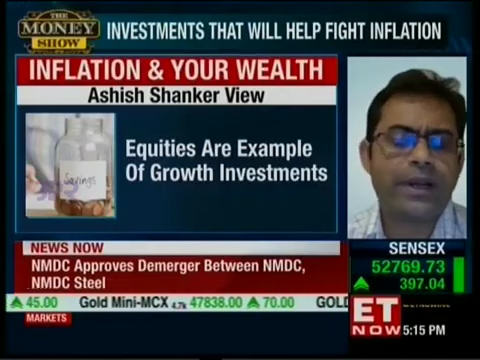 THE
MONEY
SHOW
INVESTMENTS THAT WILL HELP FIGHT INFLATION
INFLATION & YOUR WEALTH
Ashish Shanker View
Savings
Equities Are Example
Of Growth Investments
NEWS NOW
NMDC Approves Demerger Between NMDC,
NMDC Steel
SENSEX
52769.73
397.04
45.00 Gold Mini-MCX 4.7k 47838.00 70.00 GOLD
MARKETS
ET
NOW
5:15 PM